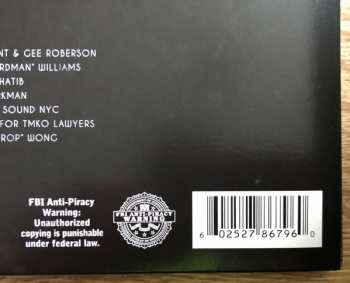 NT & GEE ROBERSON
RDMAN" WILLIAMS
HATIB
RKMAN
SOUND NYC
FOR TMKO LAWYERS
ROP" WONG
FBI Anti-Piracy
Warning:
Unauthorized
copying is punishable
under federal law.
FBI ANTI-PIRACY
WARNING
6 02527 86796 0